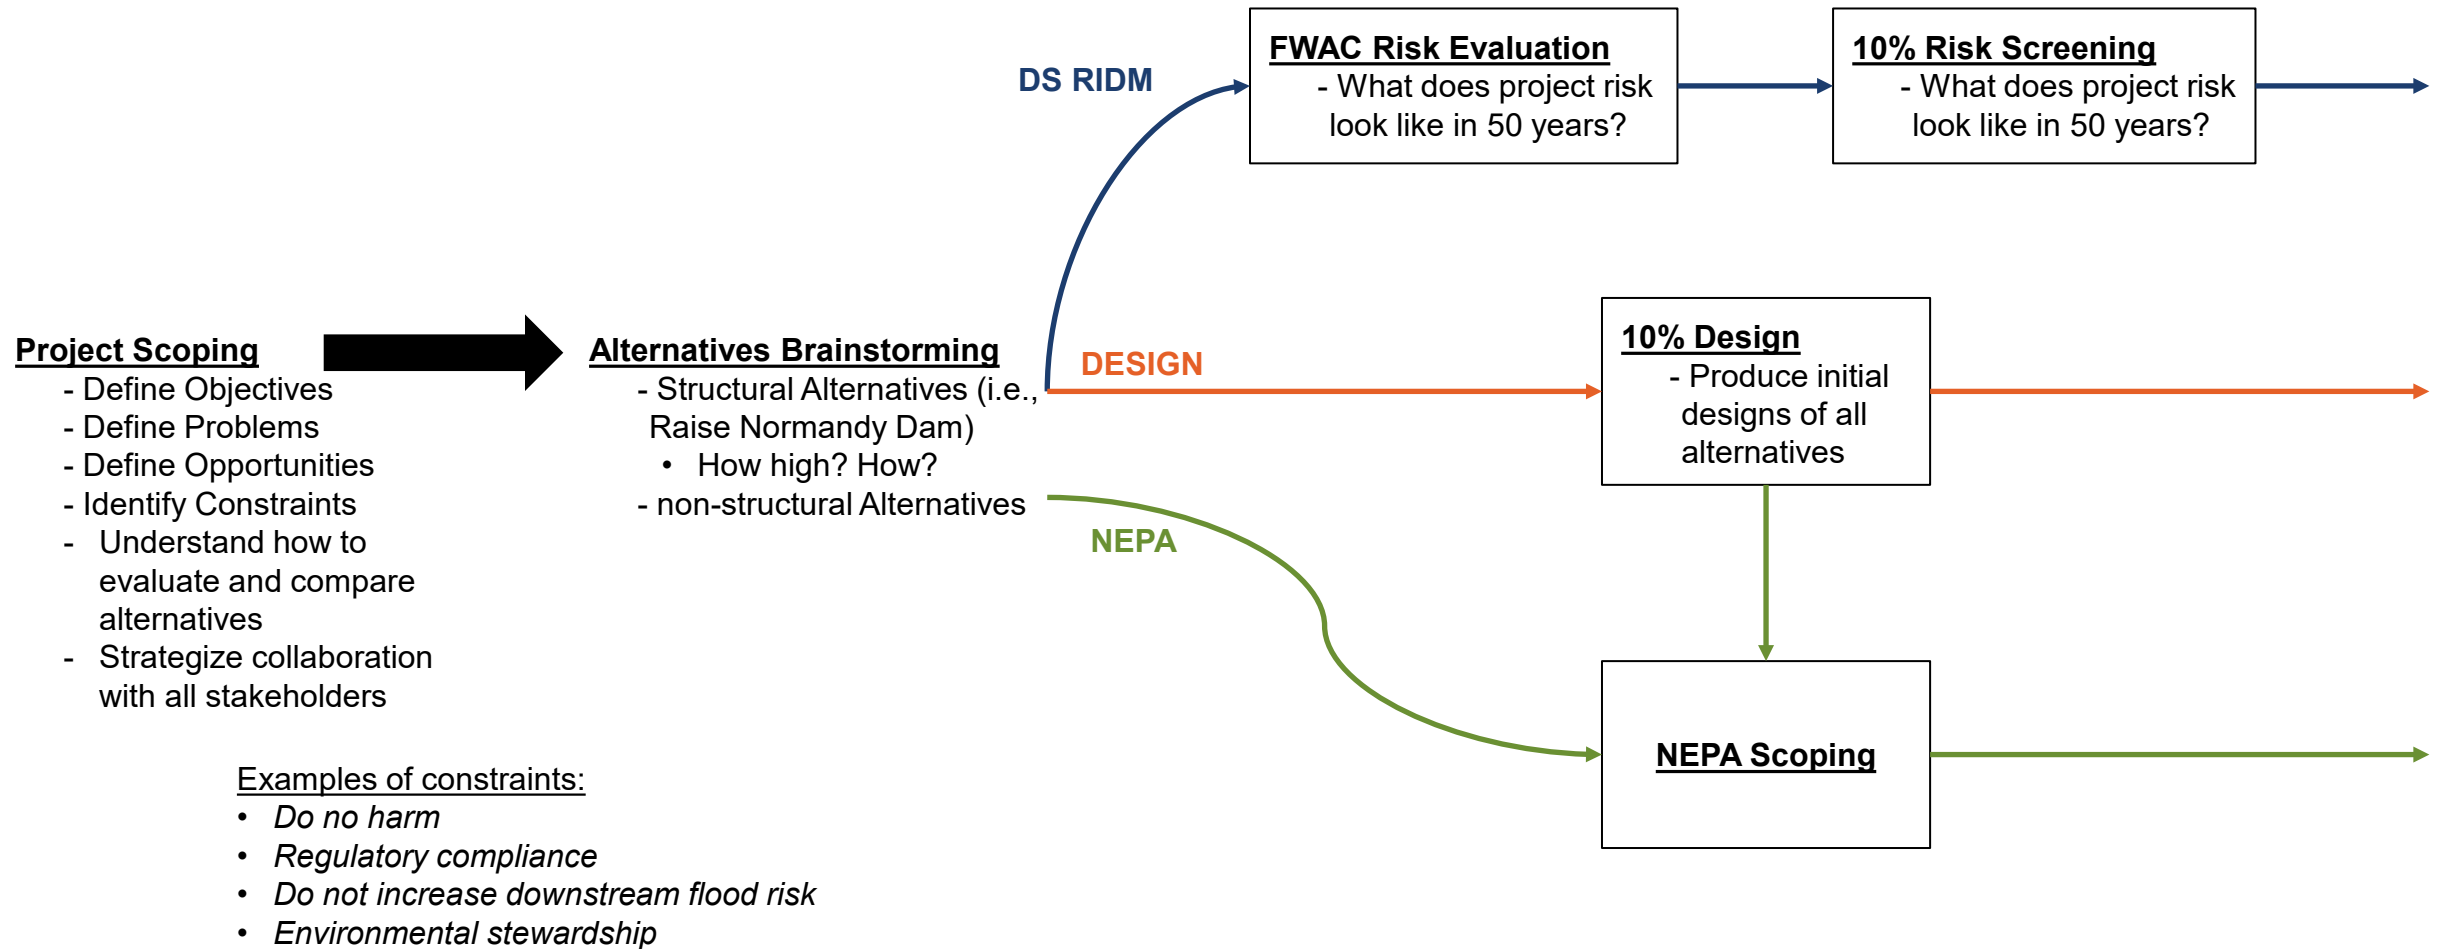 Project Scoping
- Define Objectives
- Define Problems
- Define Opportunities
- Identify Constraints
- Understand how to
evaluate and compare
alternatives
- Strategize collaboration
with all stakeholders
Examples of constraints:
• Do no harm
• Regulatory compliance
• Do not increase downstream flood risk
• Environmental stewardship
Alternatives Brainstorming
- Structural Alternatives (i.e.,
Raise Normandy Dam)
• How high? How?
- non-structural Alternatives
DS RIDM
FWAC Risk Evaluation
- What does project risk
look like in 50 years?
10% Risk Screening
- What does project risk
look like in 50 years?
DESIGN
10% Design
- Produce initial
designs of all
alternatives
NEPA
NEPA Scoping